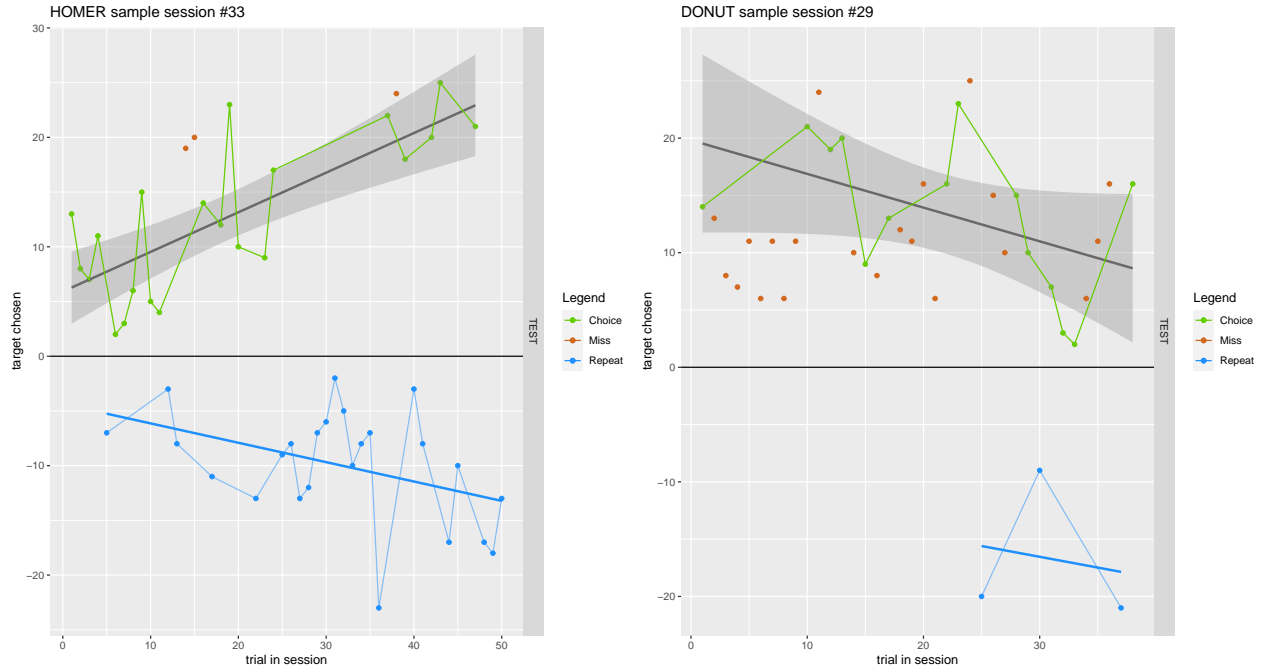 HOMER sample session #33
30
20
10
0
−10
−20
target chosen
0
10
20
30
40
50
trial in session
TEST
Legend
Choice
Miss
Repeat
DONUT sample session #29
20
10
0
−10
−20
target chosen
0
10
20
30
trial in session
TEST
Legend
Choice
Miss
Repeat